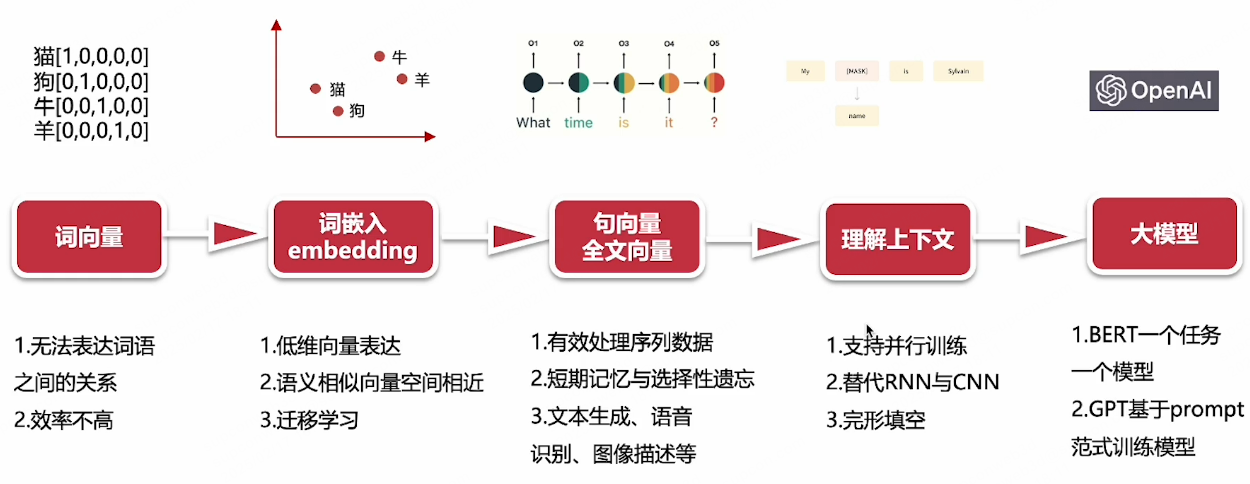 猫[1,0,0,0,0]
狗[0,1,0,0,0]
牛[0,0,1,0,0]
羊[0,0,0,1,0]
牛
羊
猫
狗
O1 O2 O3 O4 O5
What time is it ?
My [MASK] is Sylvain
name
OpenAI
词向量
词嵌入
embedding
句向量
全文向量
理解上下文
大模型
1.无法表达词语
之间的关系
2.效率不高
1.低维向量表达
2.语义相似向量空间相近
3.迁移学习
1.有效处理序列数据
2.短期记忆与选择性遗忘
3.文本生成、语音
识别、图像描述等
1.支持并行训练
2.替代RNN与CNN
3.完形填空
1.BERT一个任务
一个模型
2.GPT基于prompt
范式训练模型